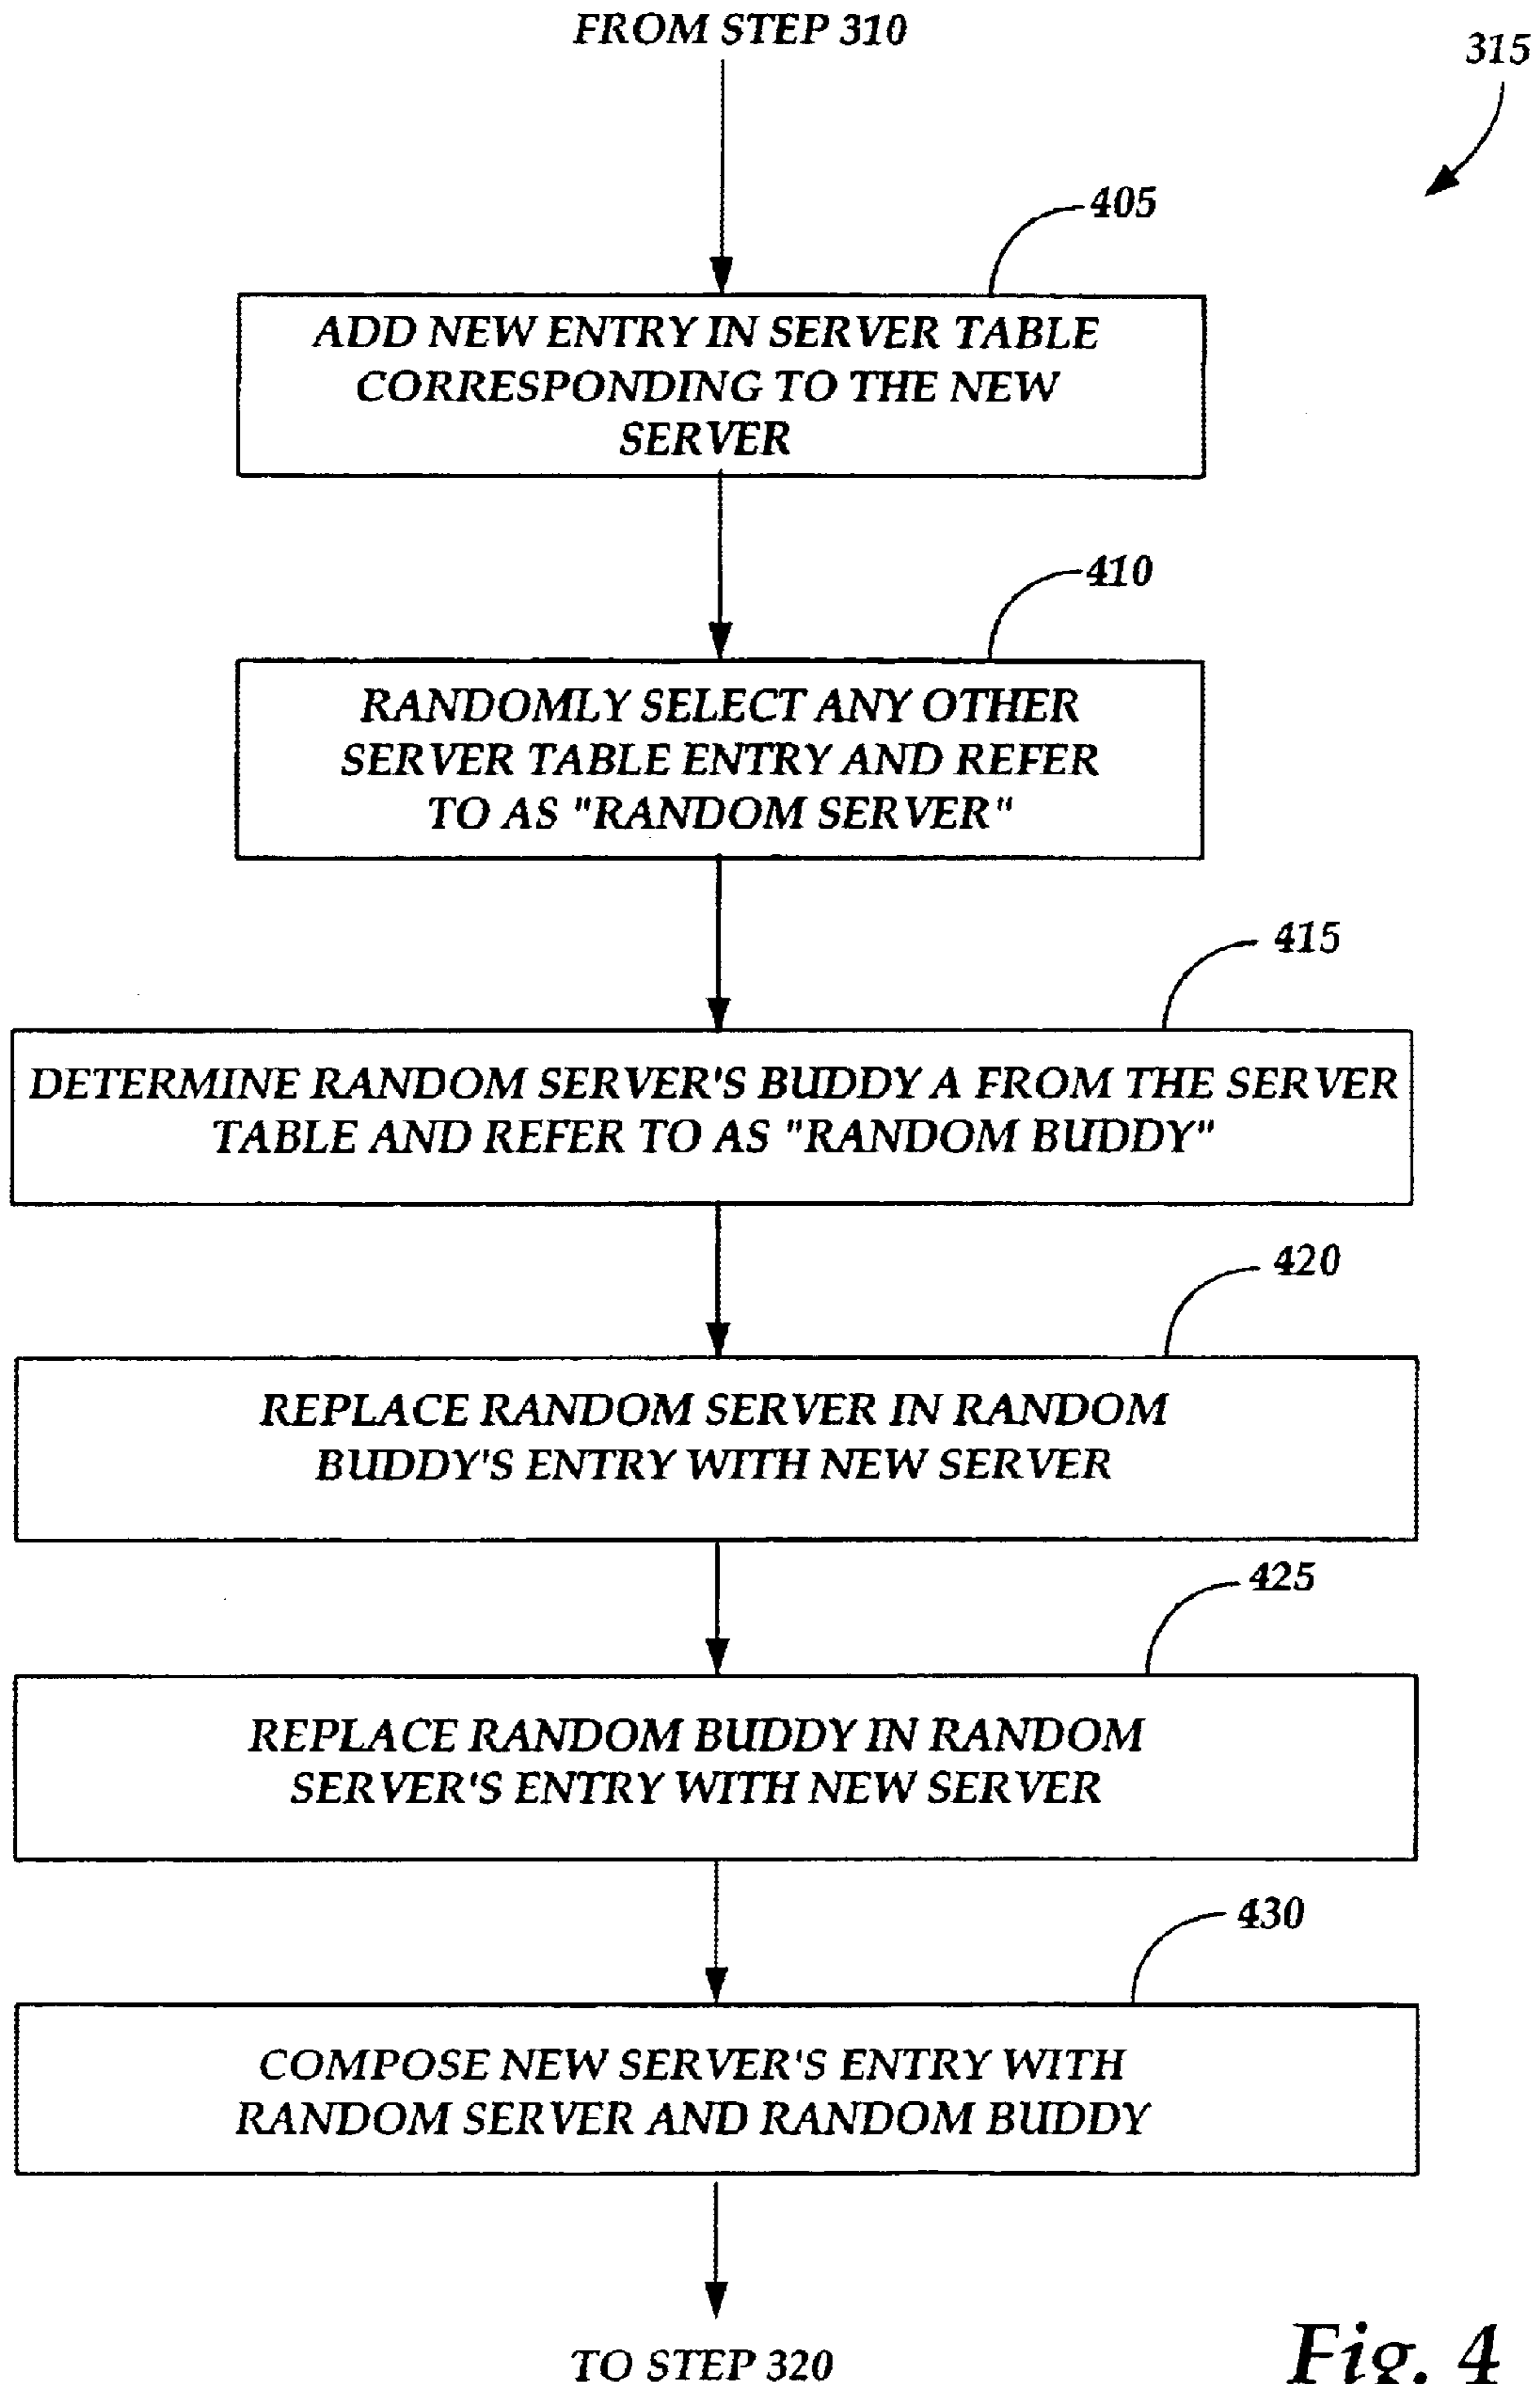 FROM STEP 310
315
405
ADD NEW ENTRY IN SERVER TABLE
CORRESPONDING TO THE NEW
SERVER
410
RANDOMLY SELECT ANY OTHER
SERVER TABLE ENTRY AND REFER
TO AS "RANDOM SERVER"
415
DETERMINE RANDOM SERVER'S BUDDY A FROM THE SERVER
TABLE AND REFER TO AS "RANDOM BUDDY"
420
REPLACE RANDOM SERVER IN RANDOM
BUDDY'S ENTRY WITH NEW SERVER
425
REPLACE RANDOM BUDDY IN RANDOM
SERVER'S ENTRY WITH NEW SERVER
430
COMPOSE NEW SERVER'S ENTRY WITH
RANDOM SERVER AND RANDOM BUDDY
TO STEP 320
Fig. 4